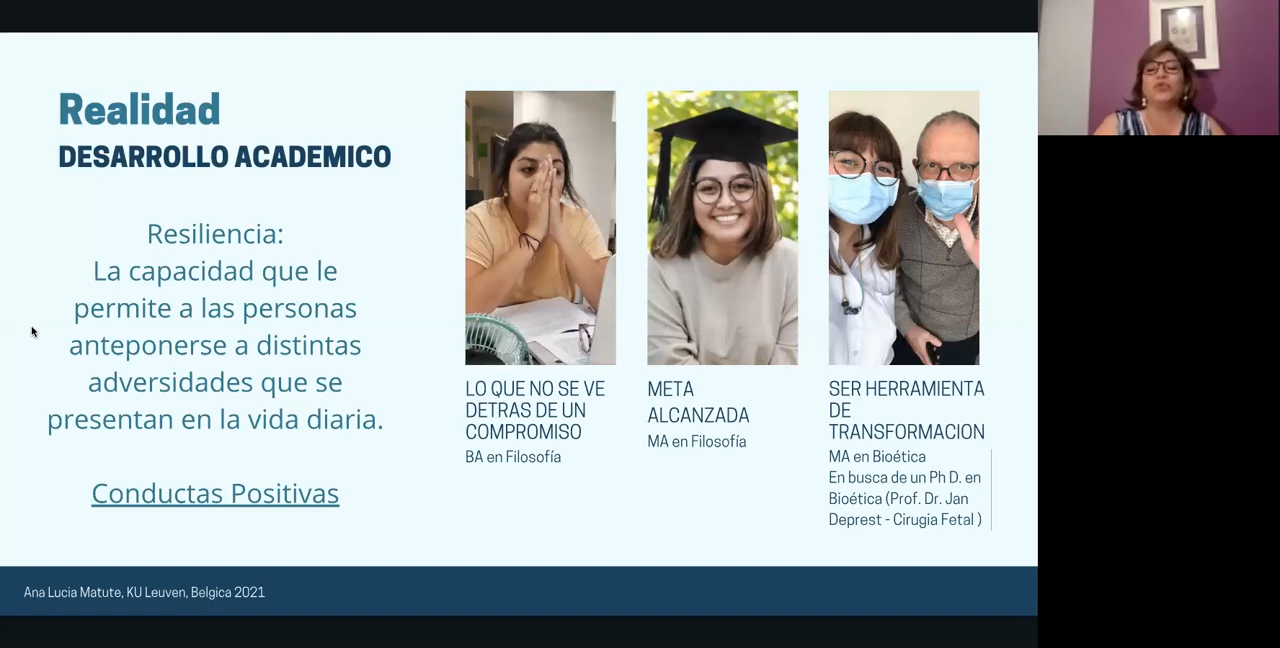 Realidad
DESARROLLO ACADEMICO
Resiliencia:
La capacidad que le
permite a las personas
anteponerse a distintas
adversidades que se
presentan en la vida diaria.
Conductas Positivas
LO QUE NO SE VE
DETRAS DE UN
COMPROMISO
BA en Filosofía
META
ALCANZADA
MA en Filosofía
SER HERRAMIENTA
DE
TRANSFORMACION
MA en Bioética
En busca de un Ph D. en
Bioética (Prof. Dr. Jan
Deprest - Cirugia Fetal )
Ana Lucia Matute, KU Leuven, Belgica 2021